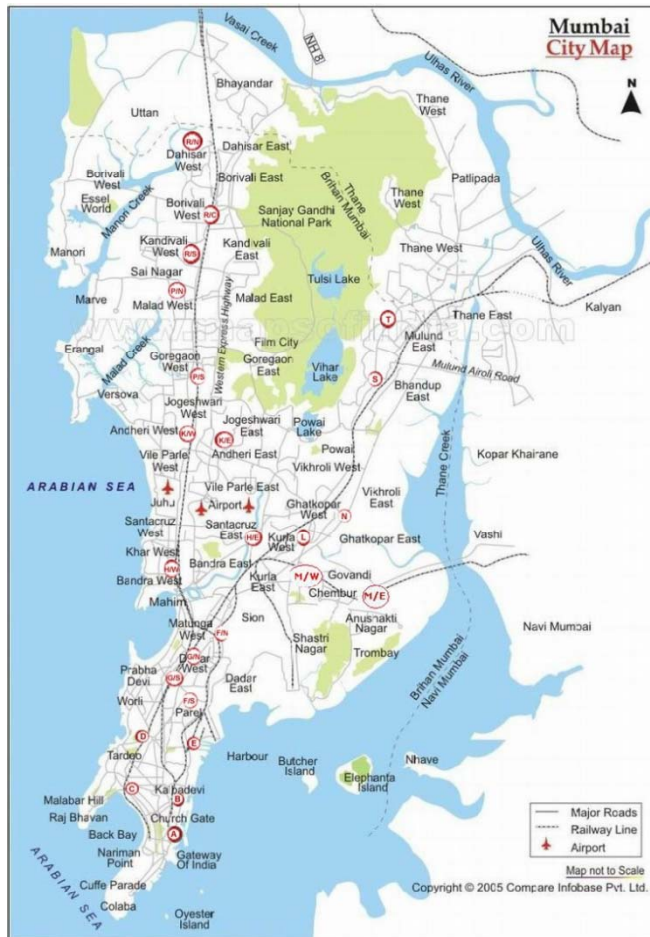 Mumbai
City Map
N
Vasai Creek
NH 8
Ulhas River
Bhayandar
Uttan
Thane
West
R/N
Dahisar
West
Dahisar East
Thane
Brihan Mumbai
Borivali
West
Essel
World
Manori Creek
Borivali East
Patlipada
Thane
West
Borivali
West
R/C
Sanjay Gandhi
National Park
Kandivali
West
R/S
Kandivali
East
Thane West
Ulhas River
Manori
Sai Nagar
P/N
Tulsi Lake
Marve
Malad West
Malad East
Kalyan
Western Express Highway
T
Thane East
Erangal
Malad Creek
Film City
Mulund
East
Goregaon
West
Goregaon
East
P/S
Vihar
Lake
S
Mulund Airoli Road
Bhandup
East
Versova
Jogeshwari
West
Jogeshwari
East
Powai
Lake
Andheri West
K/W
K/E
Andheri East
Powai
Thane Creek
Kopar Khairane
Vile Parle
West
Vikhroli West
ARABIAN SEA
Juhu
Vile Parle East
Airport
Vikhroli
East
Ghatkopar
West
N
Santacruz
West
Santacruz
East
H/E
Kurla
West
L
Ghatkopar East
Vashi
Khar West
H/W
Bandra West
Bandra East
Kurla
East
M/W
Govandi
Chembur
M/E
Mahim
Anushakti
Nagar
Matunga
West
F/N
Sion
Shastri
Nagar
Trombay
Navi Mumbai
Brihan Mumbai
Navi Mumbai
G/N
West
Prabha
Devi
G/S
Dadar
East
Worli
F/S
Parel
D
E
Tardeo
Harbour
Butcher
Island
Elephanta
Island
Nhave
C
Kalbadevi
B
Malabar Hill
Raj Bhavan
Church Gate
A
Back Bay
Nariman
Point
Gateway
Of India
ARABIAN SEA
Cuffe Parade
Colaba
Oyester
Island
Major Roads
Railway Line
Airport
Map not to Scale
Copyright © 2005 Compare Infobase Pvt. Ltd.